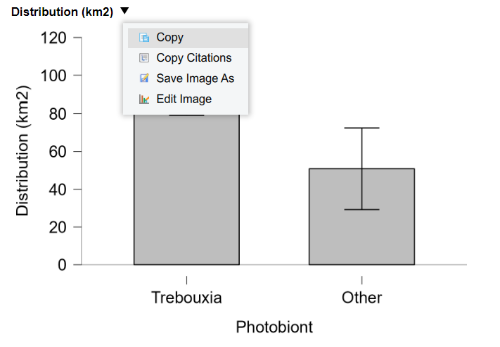 Distribution (km2) ▼
Copy
Copy Citations
Save Image As
Edit Image
120
100
80
60
40
20
0
Distribution (km2)
Trebouxia
Other
Photobiont